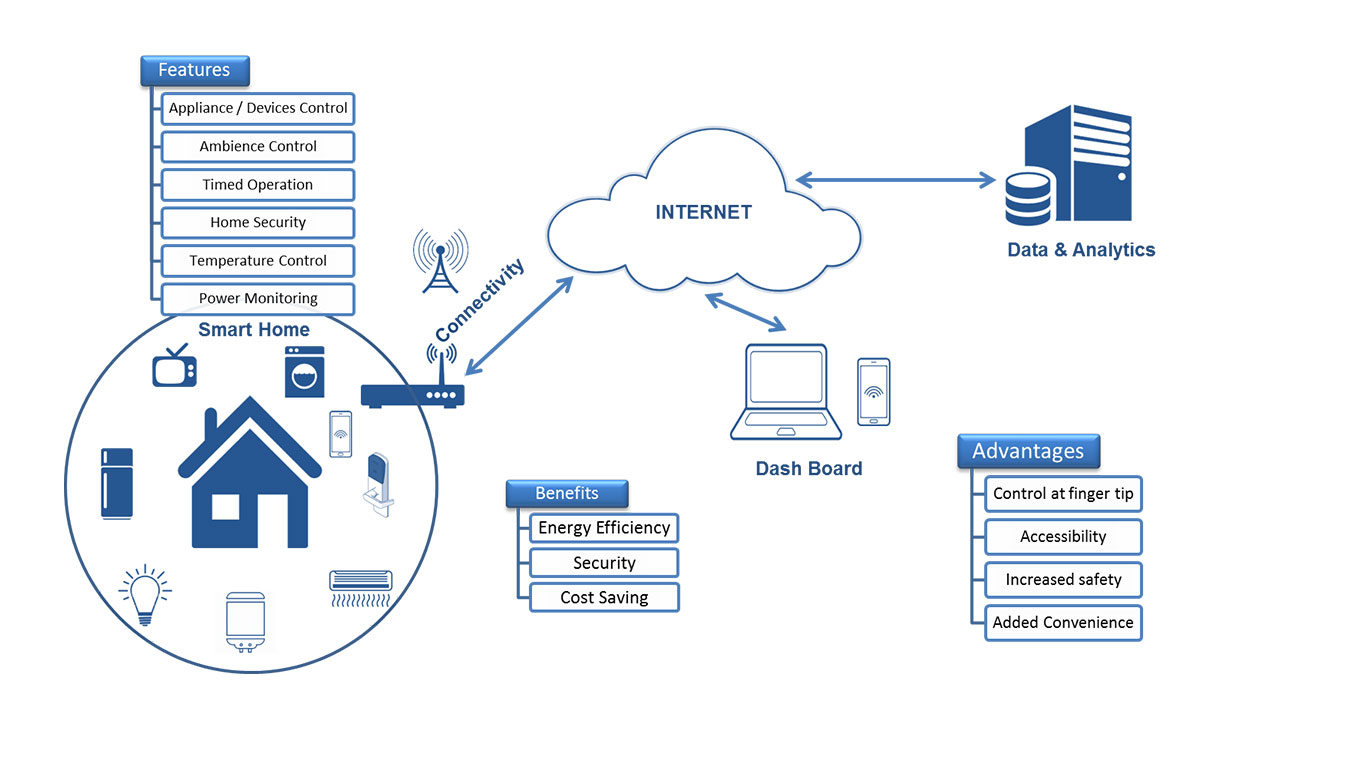 Features
Appliance / Devices Control
Ambience Control
Timed Operation
Home Security
Temperature Control
Power Monitoring
Smart Home
Connectivity
INTERNET
Data & Analytics
Dash Board
Benefits
Energy Efficiency
Security
Cost Saving
Advantages
Control at finger tip
Accessibility
Increased safety
Added Convenience